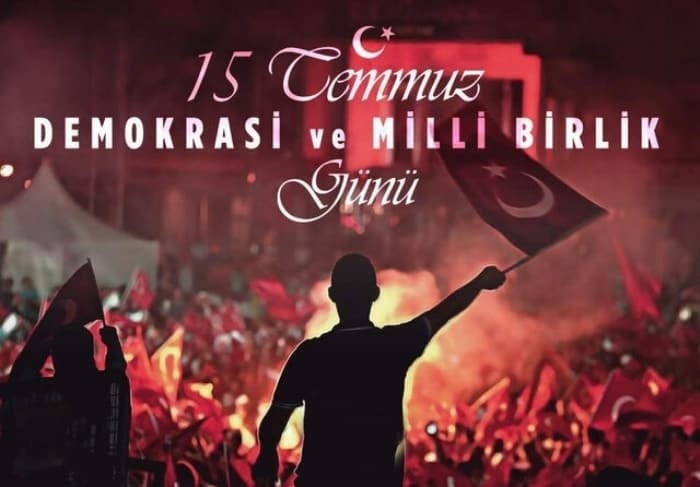 15 Temmuz
DEMOKRASİ ve MİLLİ BİRLİK
Günü